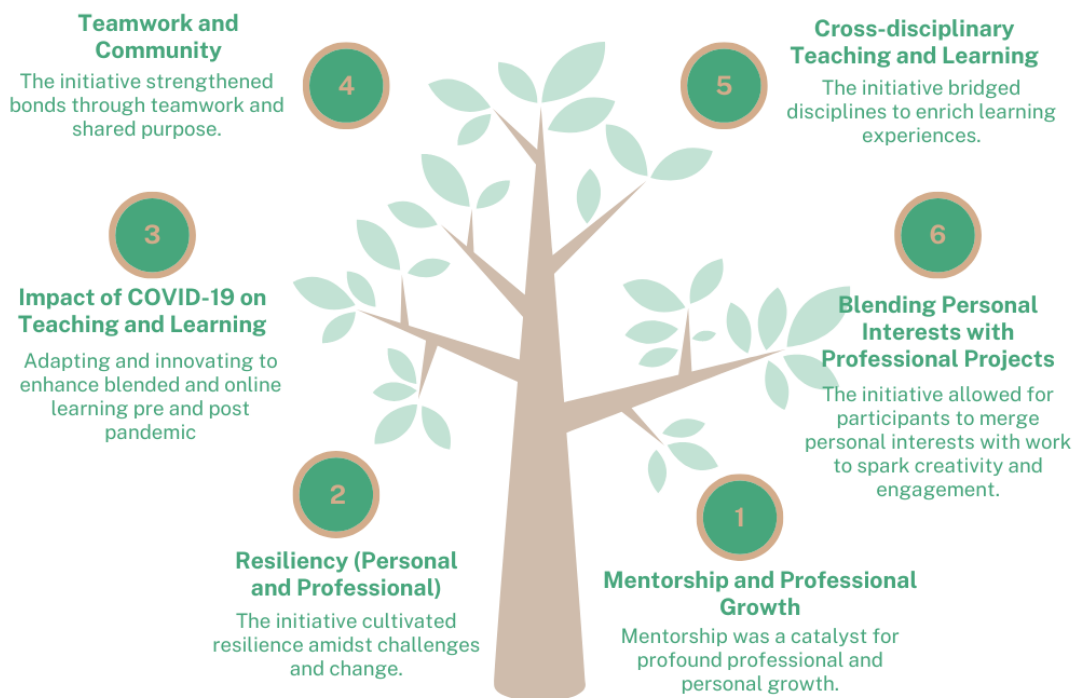 Teamwork and
Community
The initiative strengthened
bonds through teamwork and
shared purpose.
4
5
Cross-disciplinary
Teaching and Learning
The initiative bridged
disciplines to enrich learning
experiences.
3
Impact of COVID-19 on
Teaching and Learning
Adapting and innovating to
enhance blended and online
learning pre and post
pandemic
6
Blending Personal
Interests with
Professional Projects
The initiative allowed for
participants to merge
personal interests with work
to spark creativity and
engagement.
2
Resiliency (Personal
and Professional)
The initiative cultivated
resilience amidst challenges
and change.
1
Mentorship and Professional
Growth
Mentorship was a catalyst for
profound professional and
personal growth.